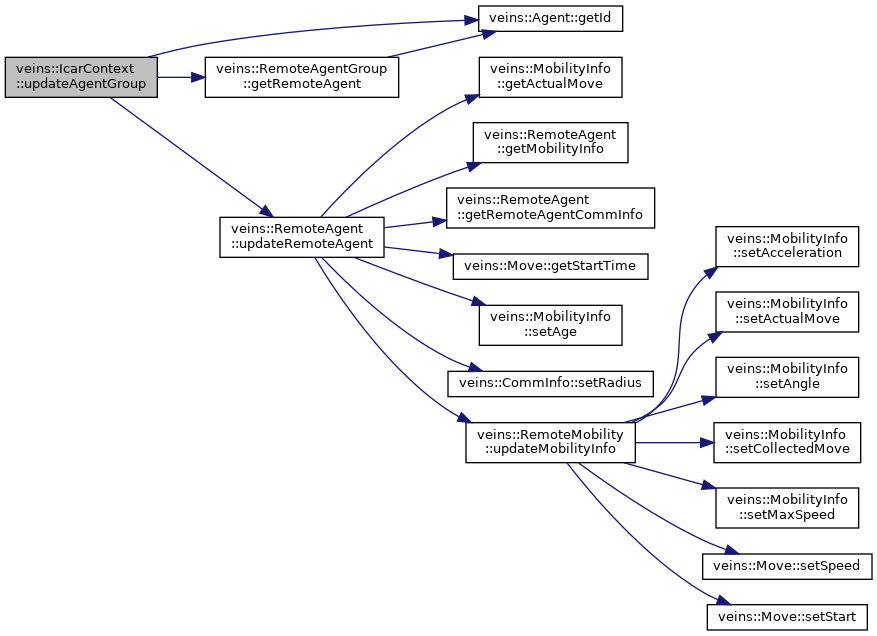 veins::IcarContext
::updateAgentGroup
veins::Agent::getId
veins::RemoteAgentGroup
::getRemoteAgent
veins::MobilityInfo
::getActualMove
veins::RemoteAgent
::getMobilityInfo
veins::RemoteAgent
::getRemoteAgentCommInfo
veins::RemoteAgent
::updateRemoteAgent
veins::Move::getStartTime
veins::MobilityInfo
::setAge
veins::CommInfo::setRadius
veins::RemoteMobility
::updateMobilityInfo
veins::MobilityInfo
::setAcceleration
veins::MobilityInfo
::setActualMove
veins::MobilityInfo
::setAngle
veins::MobilityInfo
::setCollectedMove
veins::MobilityInfo
::setMaxSpeed
veins::Move::setSpeed
veins::Move::setStart